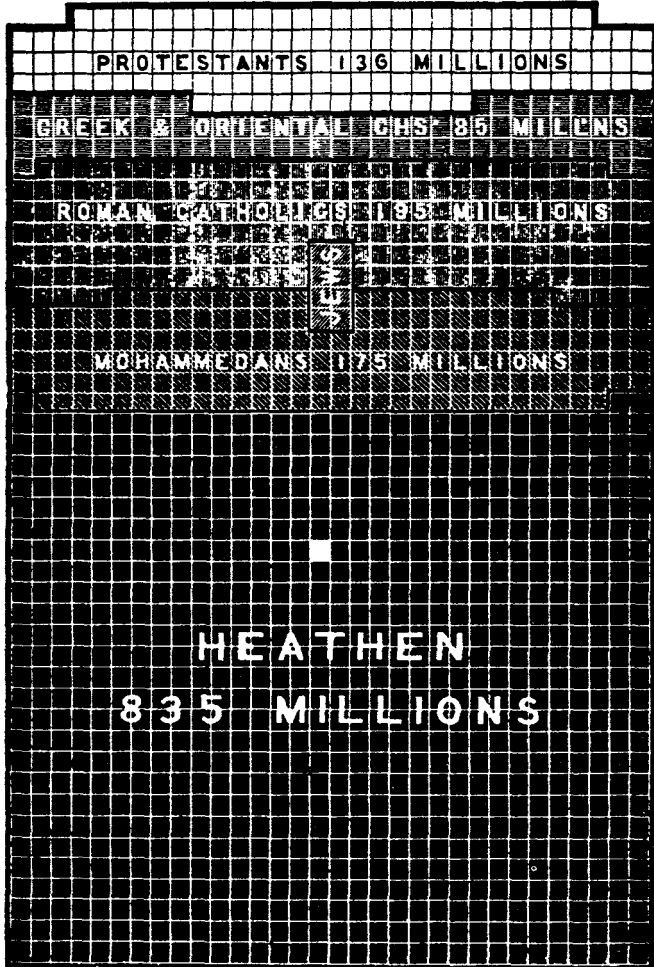 PROTESTANTS 136 MILLIONS
GREEK & ORIENTAL CHS' 85 MILLNS
ROMAN CATHOLICS 195 MILLIONS
JEWS
MOHAMMEDANS 175 MILLIONS
HEATHEN
835 MILLIONS